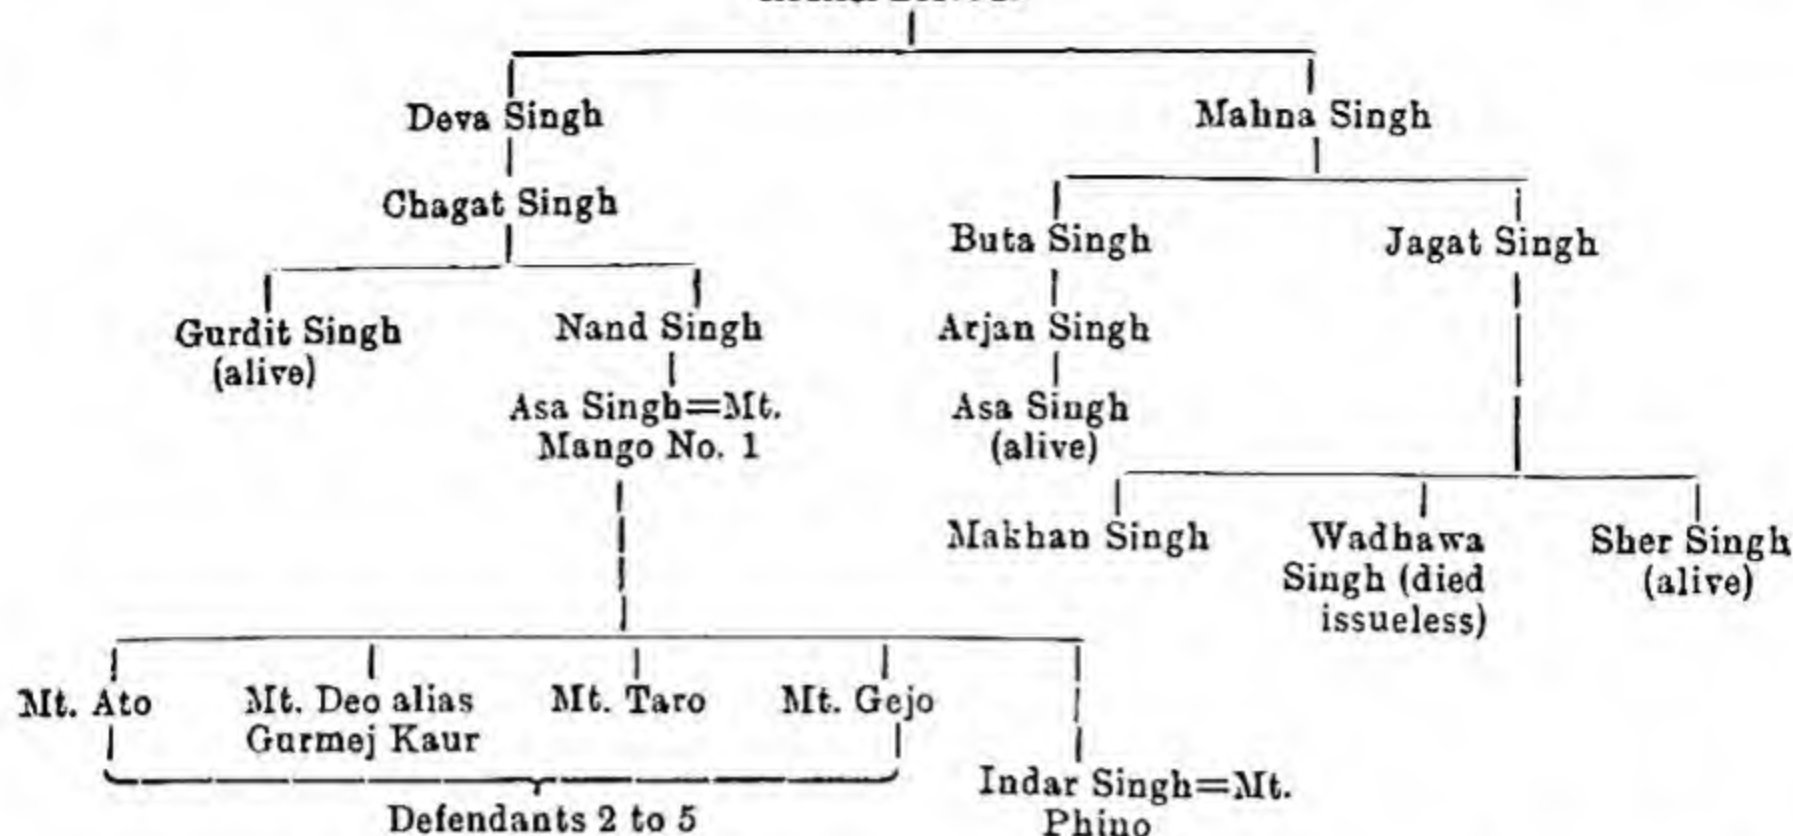 Deva Singh
Mahna Singh
Chagat Singh
Buta Singh
Jagat Singh
Gurdit Singh
(alive)
Nand Singh
Arjan Singh
Asa Singh=Mt.
Mango No. 1
Asa Singh
(alive)
Makhan Singh
Wadhawa
Singh (died
issueless)
Sher Singh
(alive)
Mt. Ato
Mt. Deo alias
Gurmej Kaur
Mt. Taro
Mt. Gejo
Indar Singh=Mt.
Phino
Defendants 2 to 5